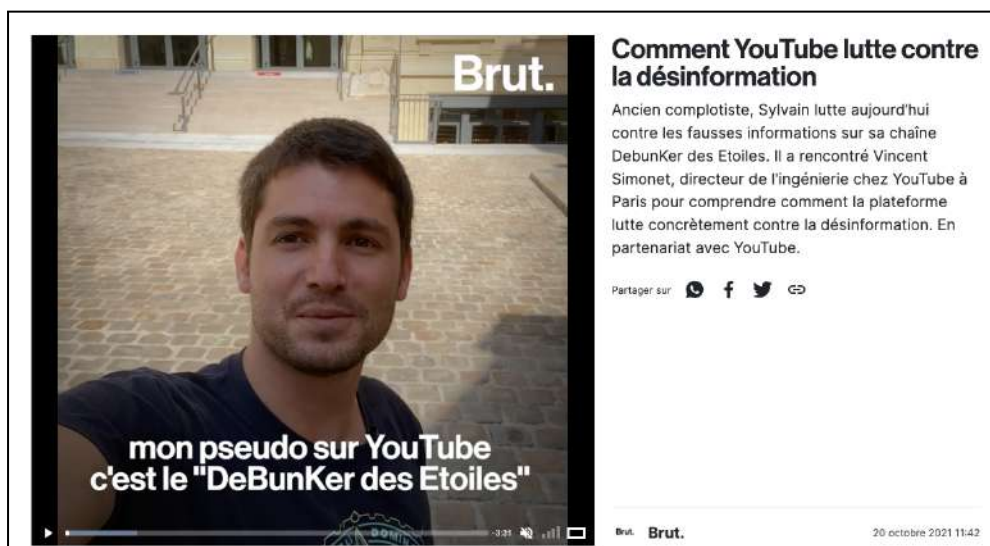 Brut.
mon pseudo sur YouTube
c'est le "DeBunKer des Etoiles"
-3:31
Comment YouTube lutte contre
la désinformation
Ancien complotiste, Sylvain lutte aujourd'hui
contre les fausses informations sur sa chaîne
DebunKer des Etoiles. Il a rencontré Vincent
Simonet, directeur de l'ingénierie chez YouTube à
Paris pour comprendre comment la plateforme
lutte concrètement contre la désinformation. En
partenariat avec YouTube.
Partager sur
Brut. Brut. 20 octobre 2021 11:42